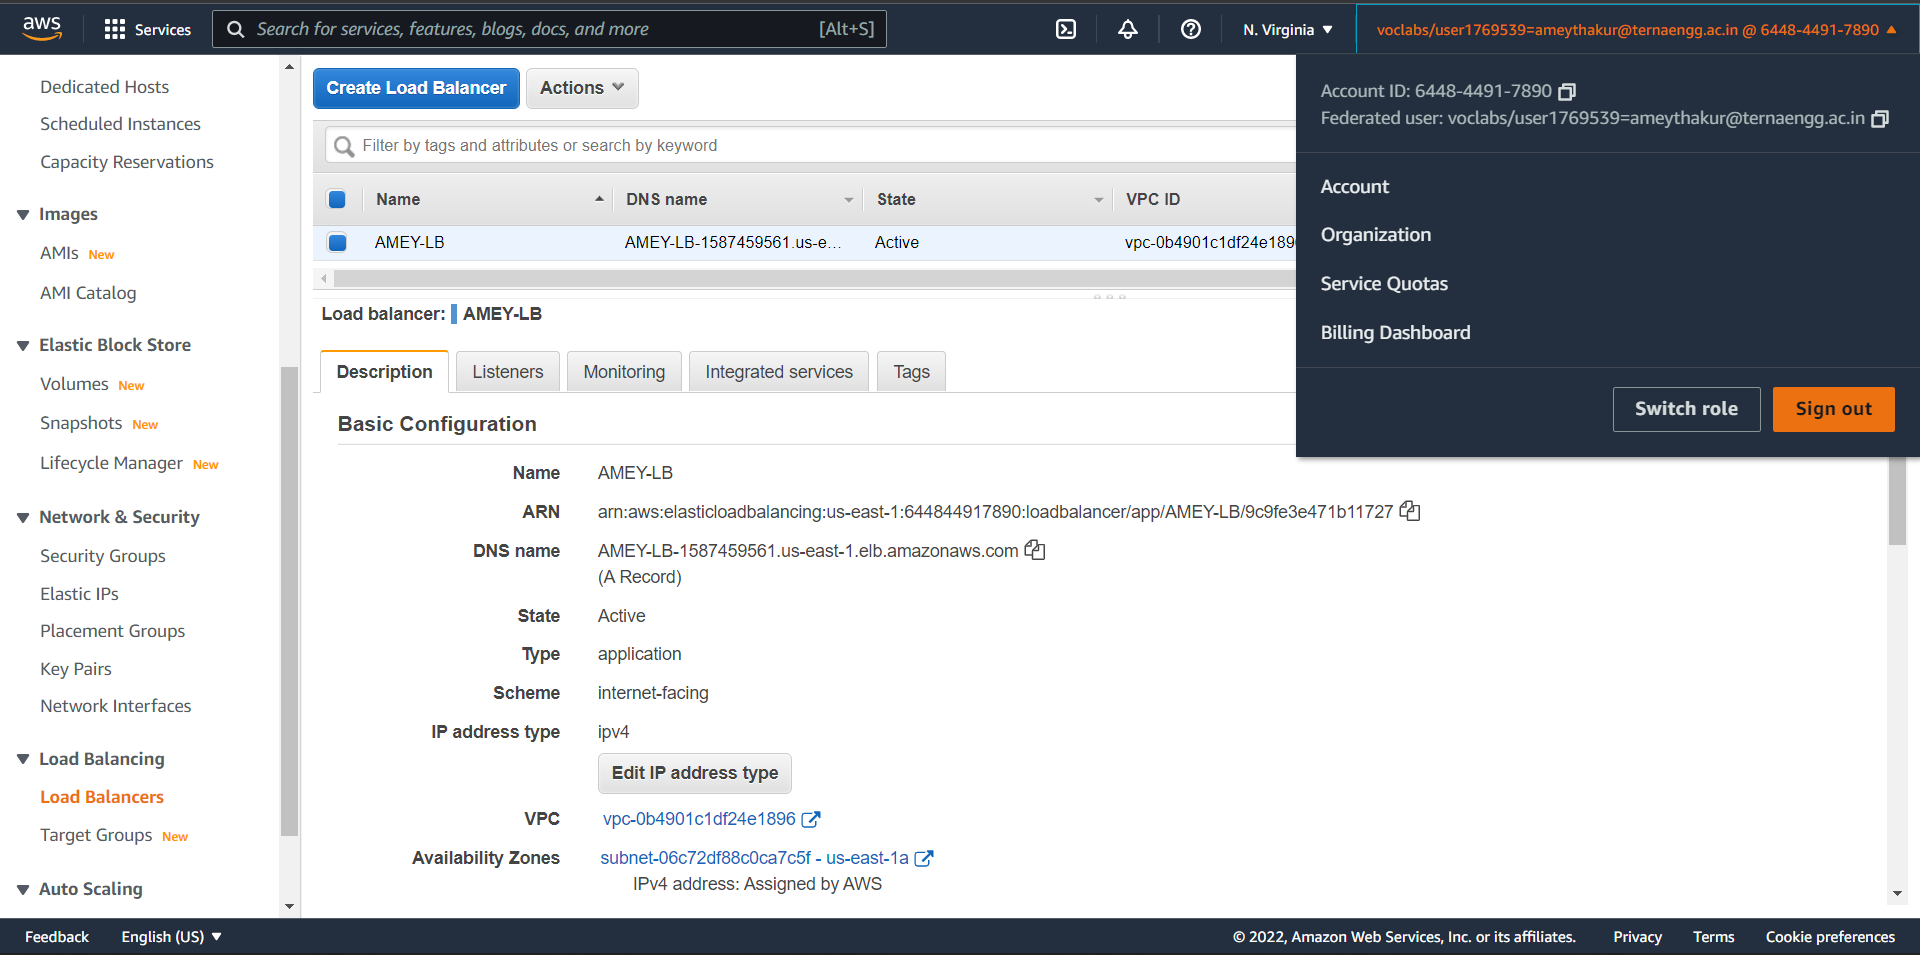 aws
Services
Search for services, features, blogs, docs, and more
[Alt+S]
N. Virginia
voclabs/user1769539=ameythakur@ternaengg.ac.in @ 6448-4491-7890
Account ID: 6448-4491-7890
Federated user: voclabs/user1769539=ameythakur@ternaengg.ac.in
Account
Organization
Service Quotas
Billing Dashboard
Switch role
Sign out
Dedicated Hosts
Scheduled Instances
Capacity Reservations
Images
AMIs New
AMI Catalog
Elastic Block Store
Volumes New
Snapshots New
Lifecycle Manager New
Network & Security
Security Groups
Elastic IPs
Placement Groups
Key Pairs
Network Interfaces
Load Balancing
Load Balancers
Target Groups New
Auto Scaling
Create Load Balancer
Actions
Filter by tags and attributes or search by keyword
Name DNS name State VPC ID
AMEY-LB AMEY-LB-1587459561.us-e... Active vpc-0b4901c1df24e189
Load balancer: AMEY-LB
Description Listeners Monitoring Integrated services Tags
Basic Configuration
Name AMEY-LB
ARN arn:aws:elasticloadbalancing:us-east-1:644844917890:loadbalancer/app/AMEY-LB/9c9fe3e471b11727
DNS name AMEY-LB-1587459561.us-east-1.elb.amazonaws.com
(A Record)
State Active
Type application
Scheme internet-facing
IP address type ipv4
Edit IP address type
VPC vpc-0b4901c1df24e1896
Availability Zones subnet-06c72df88c0ca7c5f - us-east-1a
IPv4 address: Assigned by AWS
Feedback English (US)
© 2022, Amazon Web Services, Inc. or its affiliates. Privacy Terms Cookie preferences